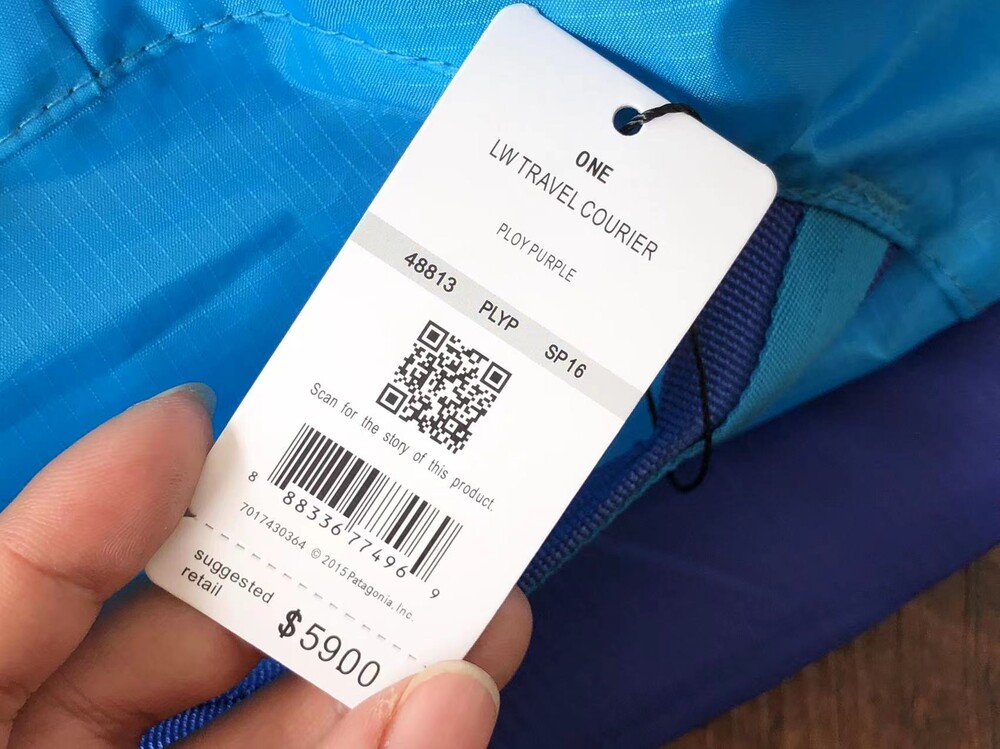 ONE
LW TRAVEL COURIER
PLOY PURPLE
48813 PLYP SP16
Scan for the story of this product.
8 88336 77496 9
7017430364 © 2015 Patagonia, Inc.
suggested
retail
$5900